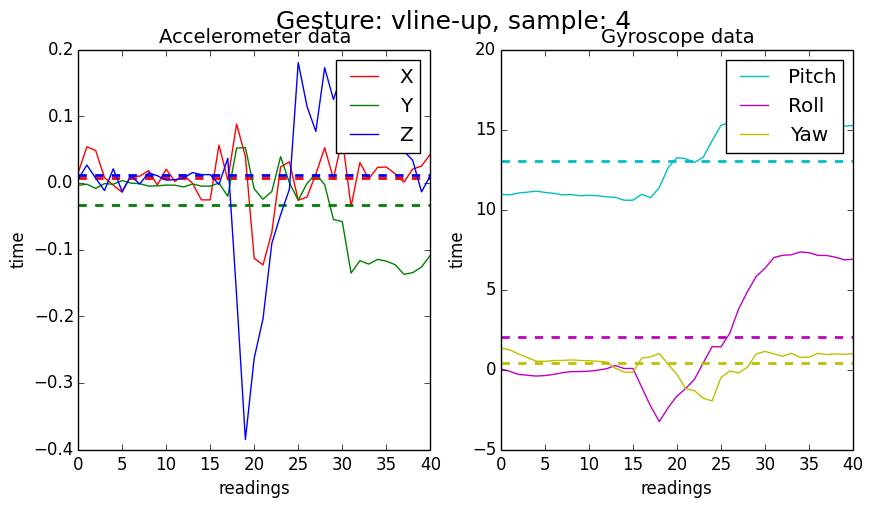 Gesture: vline-up, sample: 4
Accelerometer data
0.2
0.1
0.0
−0.1
−0.2
−0.3
−0.4
time
0 5 10 15 20 25 30 35 40
readings
X
Y
Z
Gyroscope data
20
15
10
5
0
−5
time
0 5 10 15 20 25 30 35 40
readings
Pitch
Roll
Yaw